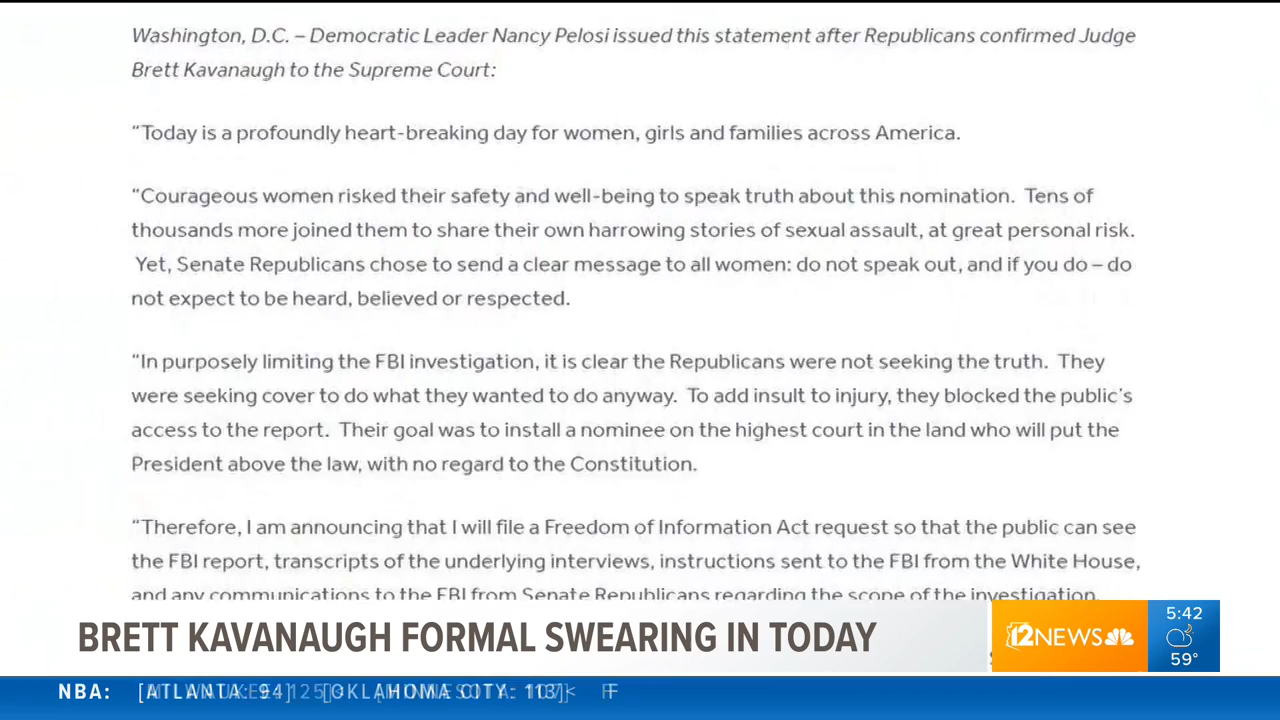 Washington, D.C. – Democratic Leader Nancy Pelosi issued this statement after Republicans confirmed Judge
Brett Kavanaugh to the Supreme Court:
“Today is a profoundly heart-breaking day for women, girls and families across America.
“Courageous women risked their safety and well-being to speak truth about this nomination.  Tens of
thousands more joined them to share their own harrowing stories of sexual assault, at great personal risk.
Yet, Senate Republicans chose to send a clear message to all women: do not speak out, and if you do – do
not expect to be heard, believed or respected.
“In purposely limiting the FBI investigation, it is clear the Republicans were not seeking the truth.  They
were seeking cover to do what they wanted to do anyway.  To add insult to injury, they blocked the public’s
access to the report.  Their goal was to install a nominee on the highest court in the land who will put the
President above the law, with no regard to the Constitution.
“Therefore, I am announcing that I will file a Freedom of Information Act request so that the public can see
the FBI report, transcripts of the underlying interviews, instructions sent to the FBI from the White House,
and any communications to the FBI from Senate Republicans regarding the scope of the investigation.
BRETT KAVANAUGH FORMAL SWEARING IN TODAY
12NEWS
5:42
59°
NBA: